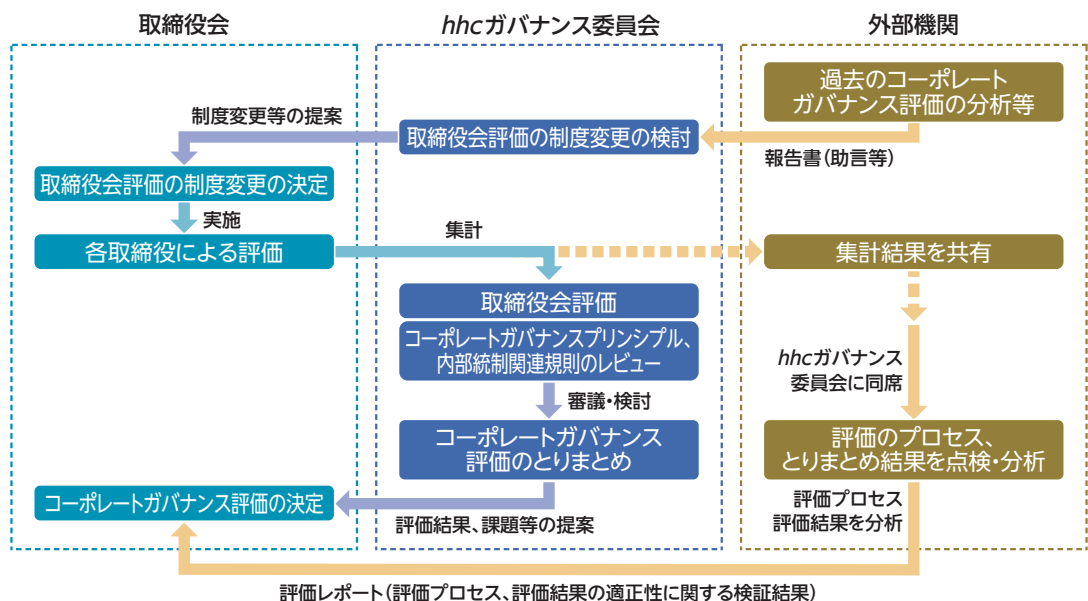 取締役会
hhcガバナンス委員会
外部機関
過去のコーポレート
ガバナンス評価の分析等
制度変更等の提案
取締役会評価の制度変更の検討
報告書(助言等)
取締役会評価の制度変更の決定
実施
各取締役による評価
集計
集計結果を共有
取締役会評価
コーポレートガバナンスプリンシプル、
内部統制関連規則のレビュー
hhcガバナンス
委員会に同席
審議・検討
コーポレートガバナンス
評価のとりまとめ
評価のプロセス、
とりまとめ結果を点検・分析
コーポレートガバナンス評価の決定
評価結果、課題等の提案
評価プロセス
評価結果を分析
評価レポート(評価プロセス、評価結果の適正性に関する検証結果)